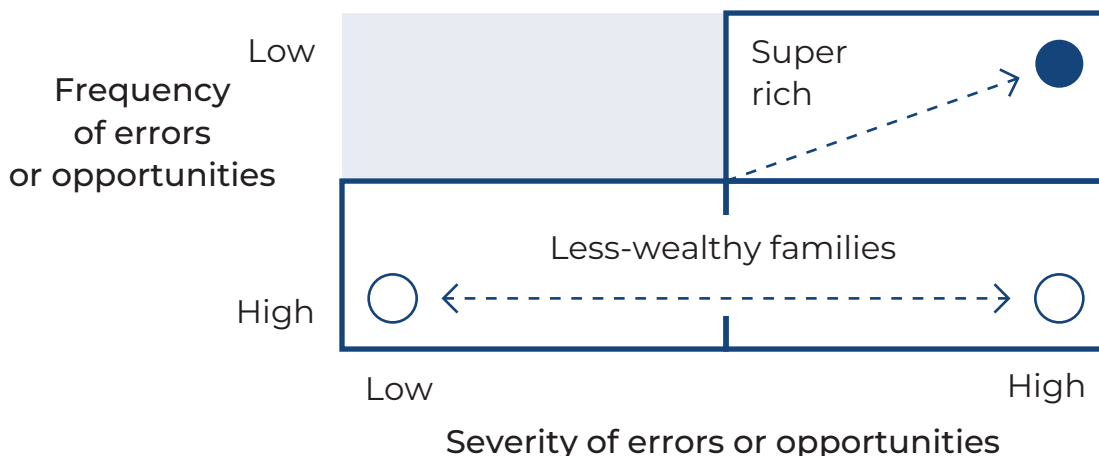 Low
Frequency
of errors
or opportunities
Super
rich
Less-wealthy families
High
Low
High
Severity of errors or opportunities